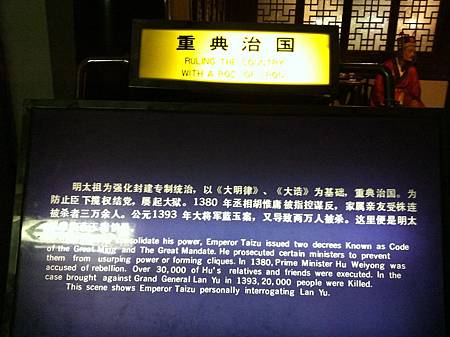 重典治国
RULING THE COUNTRY
WITH A ROD OF IRON
明太祖为强化封建专制统治，以《大明律》、《大诰》为基础，重典治国。为
防止臣下揽权结党，屡起大狱。1380 年丞相胡惟庸被指控谋反，家属亲友受株连
被杀者三万余人。公元1393 年大将军蓝玉案，又导致两万人被杀。这里便是明太
consolidate his power, Emperor Taizu issued two decrees Known as Code
of the Great Ming and The Great Mandate. He prosecuted certain ministers to prevent
them from usurping power or forming cliques. In 1380, Prime Minister Hu Weiyong was
accused of rebellion. Over 30,000 of Hu's relatives and friends were executed. In the
case brought against Grand General Lan Yu in 1393, 20,000 people were Killed.
This scene shows Emperor Taizu personally interrogating Lan Yu.